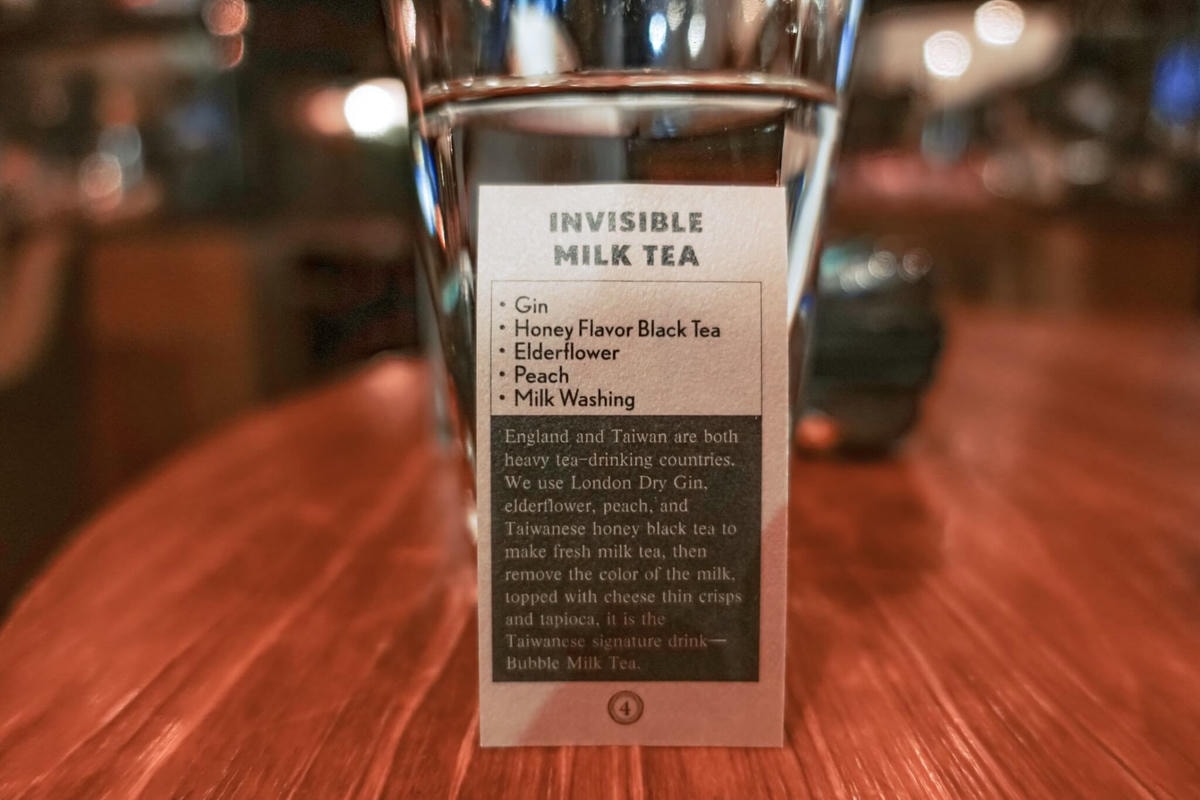 INVISIBLE
MILK TEA
• Gin
• Honey Flavor Black Tea
• Elderflower
• Peach
• Milk Washing
England and Taiwan are both
heavy tea-drinking countries.
We use London Dry Gin,
elderflower, peach, and
Taiwanese honey black tea to
make fresh milk tea, then
remove the color of the milk,
topped with cheese thin crisps
and tapioca, it is the
Taiwanese signature drink—
Bubble Milk Tea.
4